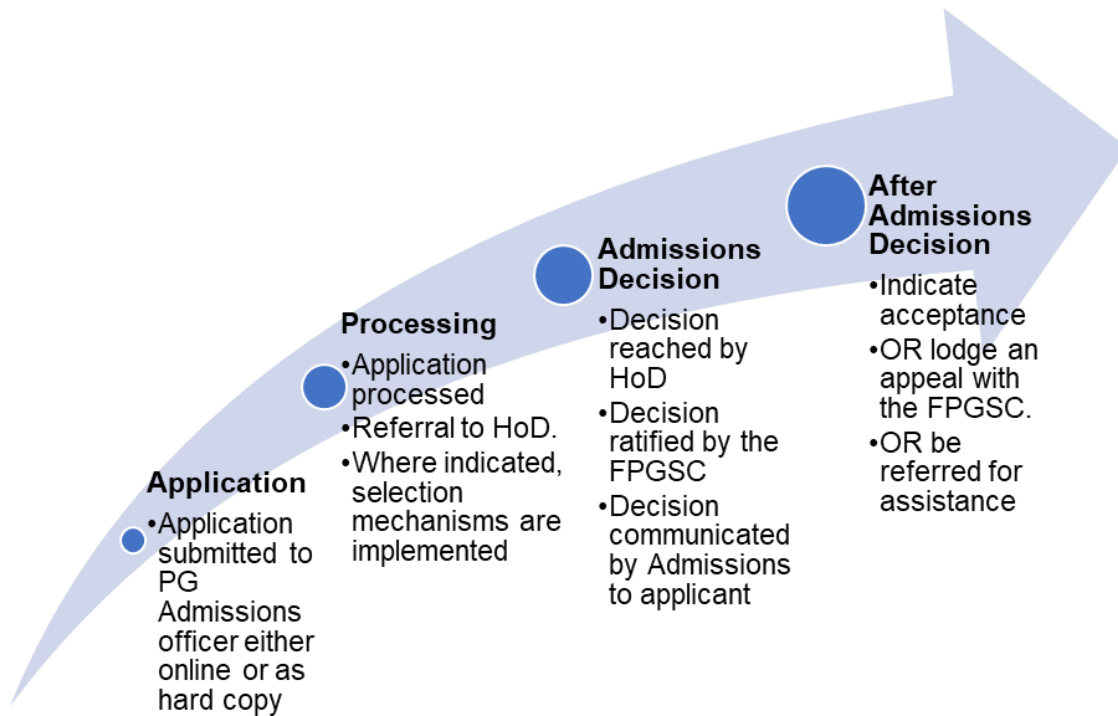 Application
•Application
submitted to
PG
Admissions
officer either
online or as
hard copy
Processing
•Application
processed
•Referral to HoD.
•Where indicated,
selection
mechanisms are
implemented
Admissions
Decision
•Decision
reached by
HoD
•Decision
ratified by the
FPGSC
•Decision
communicated
by Admissions
to applicant
After
Admissions
Decision
•Indicate
acceptance
•OR lodge an
appeal with
the FPGSC.
•OR be
referred for
assistance